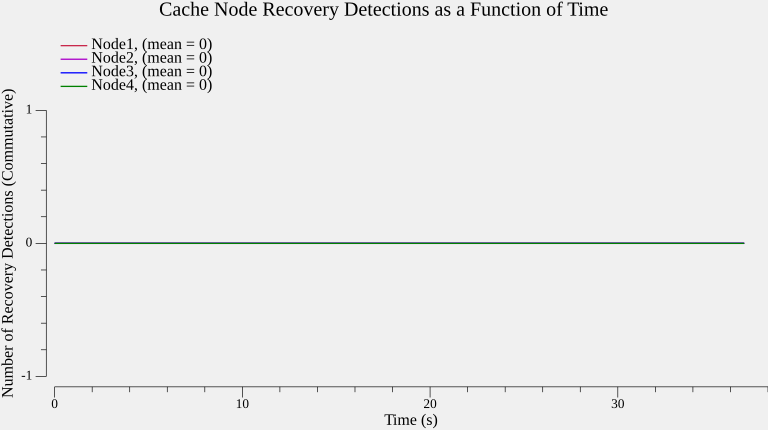 Cache Node Recovery Detections as a Function of Time
Node1, (mean = 0)
Node2, (mean = 0)
Node3, (mean = 0)
Node4, (mean = 0)
Number of Recovery Detections (Commutative)
1
0
-1
0 10 20 30
Time (s)